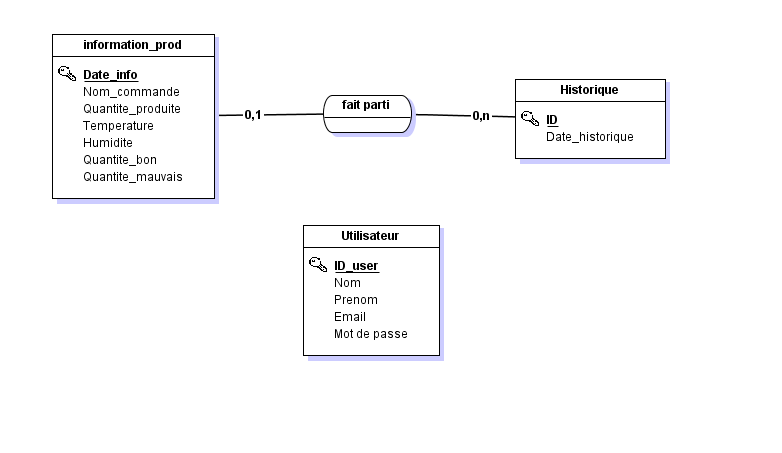 information_prod
Date_info
Nom_commande
Quantite_produite
Temperature
Humidite
Quantite_bon
Quantite_mauvais
0,1
fait parti
0,n
Historique
ID
Date_historique
Utilisateur
ID_user
Nom
Prenom
Email
Mot de passe